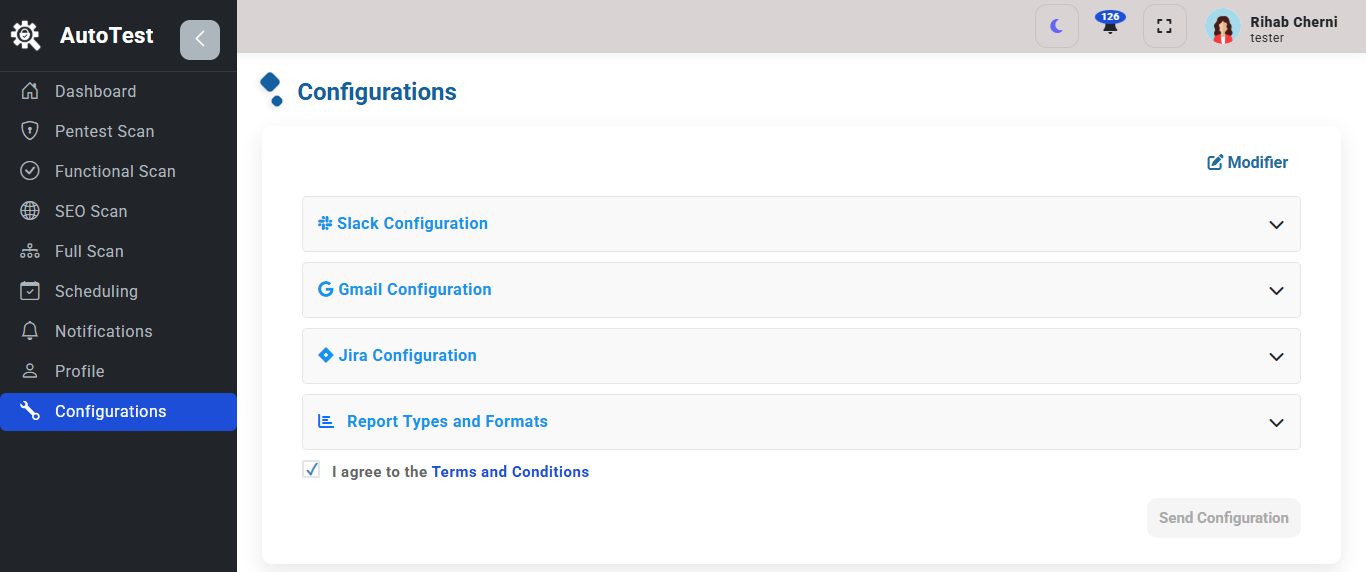 AutoTest
Dashboard
Pentest Scan
Functional Scan
SEO Scan
Full Scan
Scheduling
Notifications
Profile
Configurations
126
Rihab Cherni
tester
Configurations
Modifier
Slack Configuration
Gmail Configuration
Jira Configuration
Report Types and Formats
I agree to the Terms and Conditions
Send Configuration